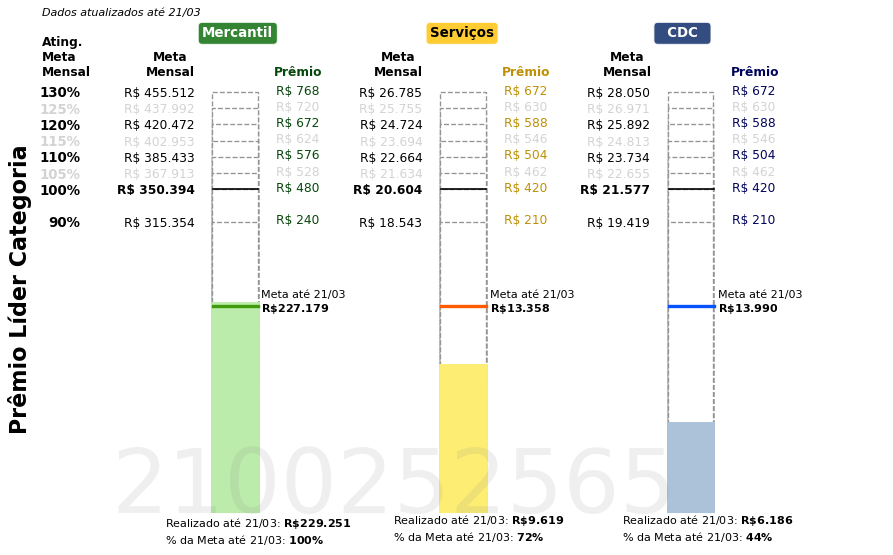 Dados atualizados até 21/03
Mercantil Serviços CDC
Ating.
Meta Meta Meta Meta
Mensal Mensal Prêmio Mensal Prêmio Mensal Prêmio
130% R$ 455.512 R$ 768 R$ 26.785 R$ 672 R$ 28.050 R$ 672
125% R$ 437.992 R$ 720 R$ 25.755 R$ 630 R$ 26.971 R$ 630
120% R$ 420.472 R$ 672 R$ 24.724 R$ 588 R$ 25.892 R$ 588
115% R$ 402.953 R$ 624 R$ 23.694 R$ 546 R$ 24.813 R$ 546
110% R$ 385.433 R$ 576 R$ 22.664 R$ 504 R$ 23.734 R$ 504
105% R$ 367.913 R$ 528 R$ 21.634 R$ 462 R$ 22.655 R$ 462
100% R$ 350.394 R$ 480 R$ 20.604 R$ 420 R$ 21.577 R$ 420
90% R$ 315.354 R$ 240 R$ 18.543 R$ 210 R$ 19.419 R$ 210
Prêmio Líder Categoria
Meta até 21/03 Meta até 21/03 Meta até 21/03
R$227.179 R$13.358 R$13.990
2100252565
Realizado até 21/03: R$229.251 Realizado até 21/03: R$9.619 Realizado até 21/03: R$6.186
% da Meta até 21/03: 100% % da Meta até 21/03: 72% % da Meta até 21/03: 44%